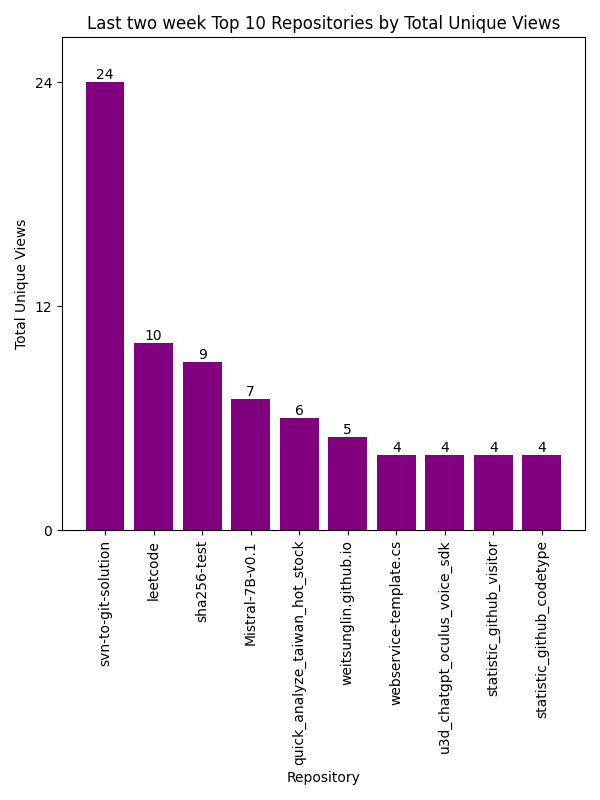 Last two week Top 10 Repositories by Total Unique Views
Total Unique Views
24
12
0
24
10
9
7
6
5
4
4
4
4
svn-to-git-solution
leetcode
sha256-test
Mistral-7B-v0.1
quick_analyze_taiwan_hot_stock
weitsunglin.github.io
webservice-template.cs
u3d_chatgpt_oculus_voice_sdk
statistic_github_visitor
statistic_github_codetype
Repository